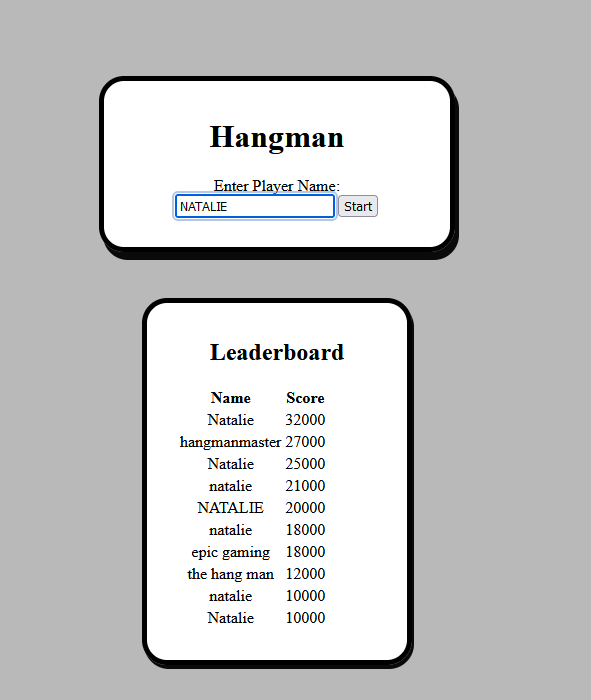 Hangman
Enter Player Name:
NATALIE Start
Leaderboard
Name Score
Natalie 32000
hangmanmaster 27000
Natalie 25000
natalie 21000
NATALIE 20000
natalie 18000
epic gaming 18000
the hang man 12000
natalie 10000
Natalie 10000